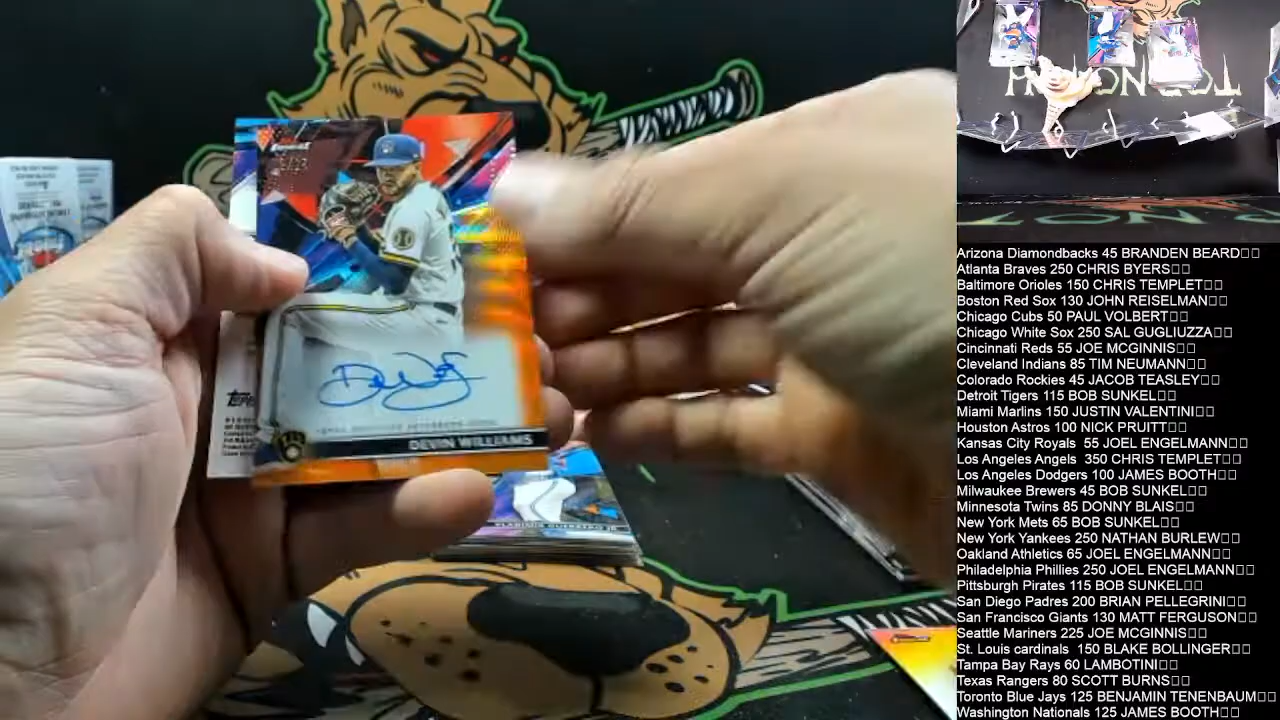 DEVIN WILLIAMS
VLADIMIR GUERRERO JR.
Topps
Arizona Diamondbacks 45 BRANDEN BEARD□□
Atlanta Braves 250 CHRIS BYERS□□
Baltimore Orioles 150 CHRIS TEMPLET□□
Boston Red Sox 130 JOHN REISELMAN□□
Chicago Cubs 50 PAUL VOLBERT□□
Chicago White Sox 250 SAL GUGLIUZZA□□
Cincinnati Reds 55 JOE MCGINNIS□□
Cleveland Indians 85 TIM NEUMANN□□
Colorado Rockies 45 JACOB TEASLEY□□
Detroit Tigers 115 BOB SUNKEL□□
Miami Marlins 150 JUSTIN VALENTINI□□
Houston Astros 100 NICK PRUITT□□
Kansas City Royals 55 JOEL ENGELMANN□□
Los Angeles Angels 350 CHRIS TEMPLET□□
Los Angeles Dodgers 100 JAMES BOOTH□□
Milwaukee Brewers 45 BOB SUNKEL□□
Minnesota Twins 85 DONNY BLAIS□□
New York Mets 65 BOB SUNKEL□□
New York Yankees 250 NATHAN BURLEW□□
Oakland Athletics 65 JOEL ENGELMANN□□
Philadelphia Phillies 250 JOEL ENGELMANN□□
Pittsburgh Pirates 115 BOB SUNKEL□□
San Diego Padres 200 BRIAN PELLEGRINI□□
San Francisco Giants 130 MATT FERGUSON□□
Seattle Mariners 225 JOE MCGINNIS□□
St. Louis cardinals 150 BLAKE BOLLINGER□□
Tampa Bay Rays 60 LAMBOTINI□□
Texas Rangers 80 SCOTT BURNS□□
Toronto Blue Jays 125 BENJAMIN TENENBAUM□□
Washington Nationals 125 JAMES BOOTH□□